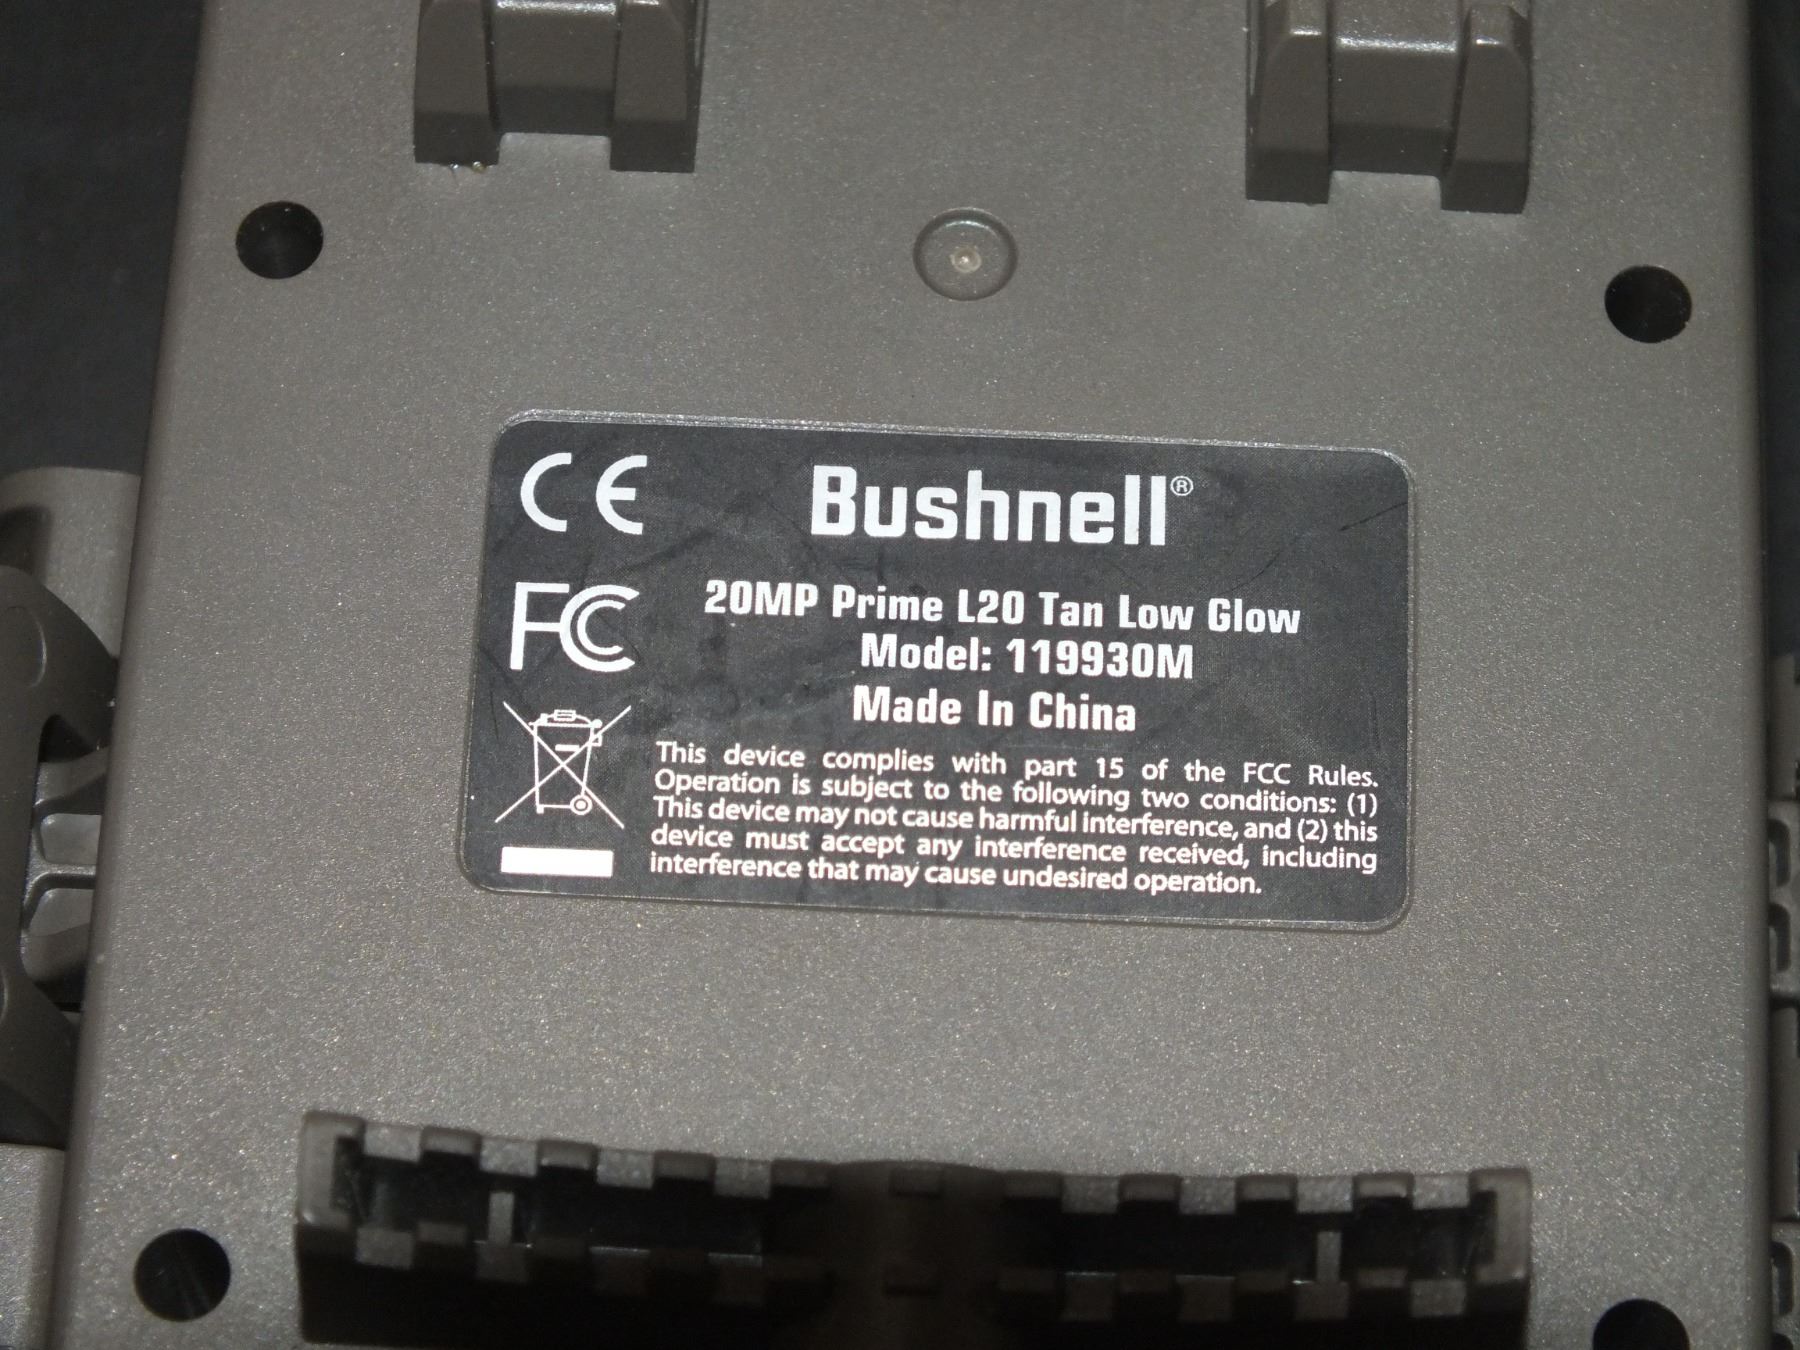 CE
Bushnell®
FC
20MP Prime L20 Tan Low Glow
Model: 119930M
Made In China
This device complies with part 15 of the FCC Rules.
Operation is subject to the following two conditions: (1)
This device may not cause harmful interference, and (2) this
device must accept any interference received, including
interference that may cause undesired operation.